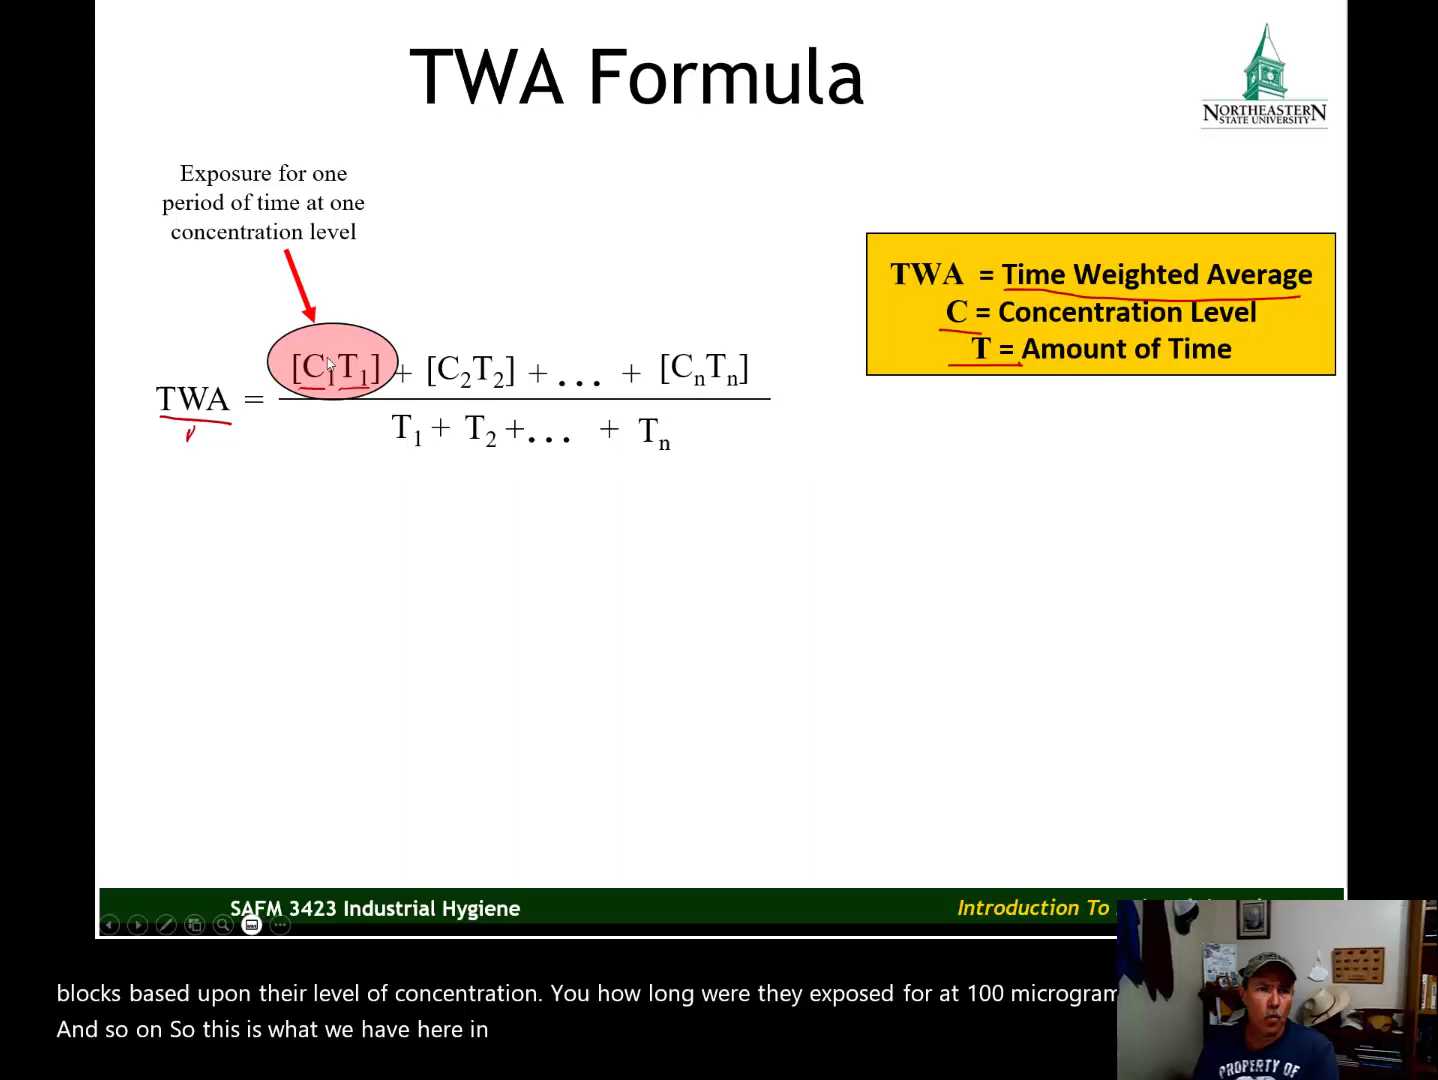 TWA Formula
NORTHEASTERN
STATE UNIVERSITY
Exposure for one
period of time at one
concentration level
TWA = Time Weighted Average
C = Concentration Level
T = Amount of Time
TWA = [C₁T₁] + [C₂T₂] + ... + [CₙTₙ]
T₁ + T₂ +... + Tₙ
SAFM 3423 Industrial Hygiene
Introduction To
blocks based upon their level of concentration. You how long were they exposed for at 100 microgram
And so on So this is what we have here in
PROPERTY OF